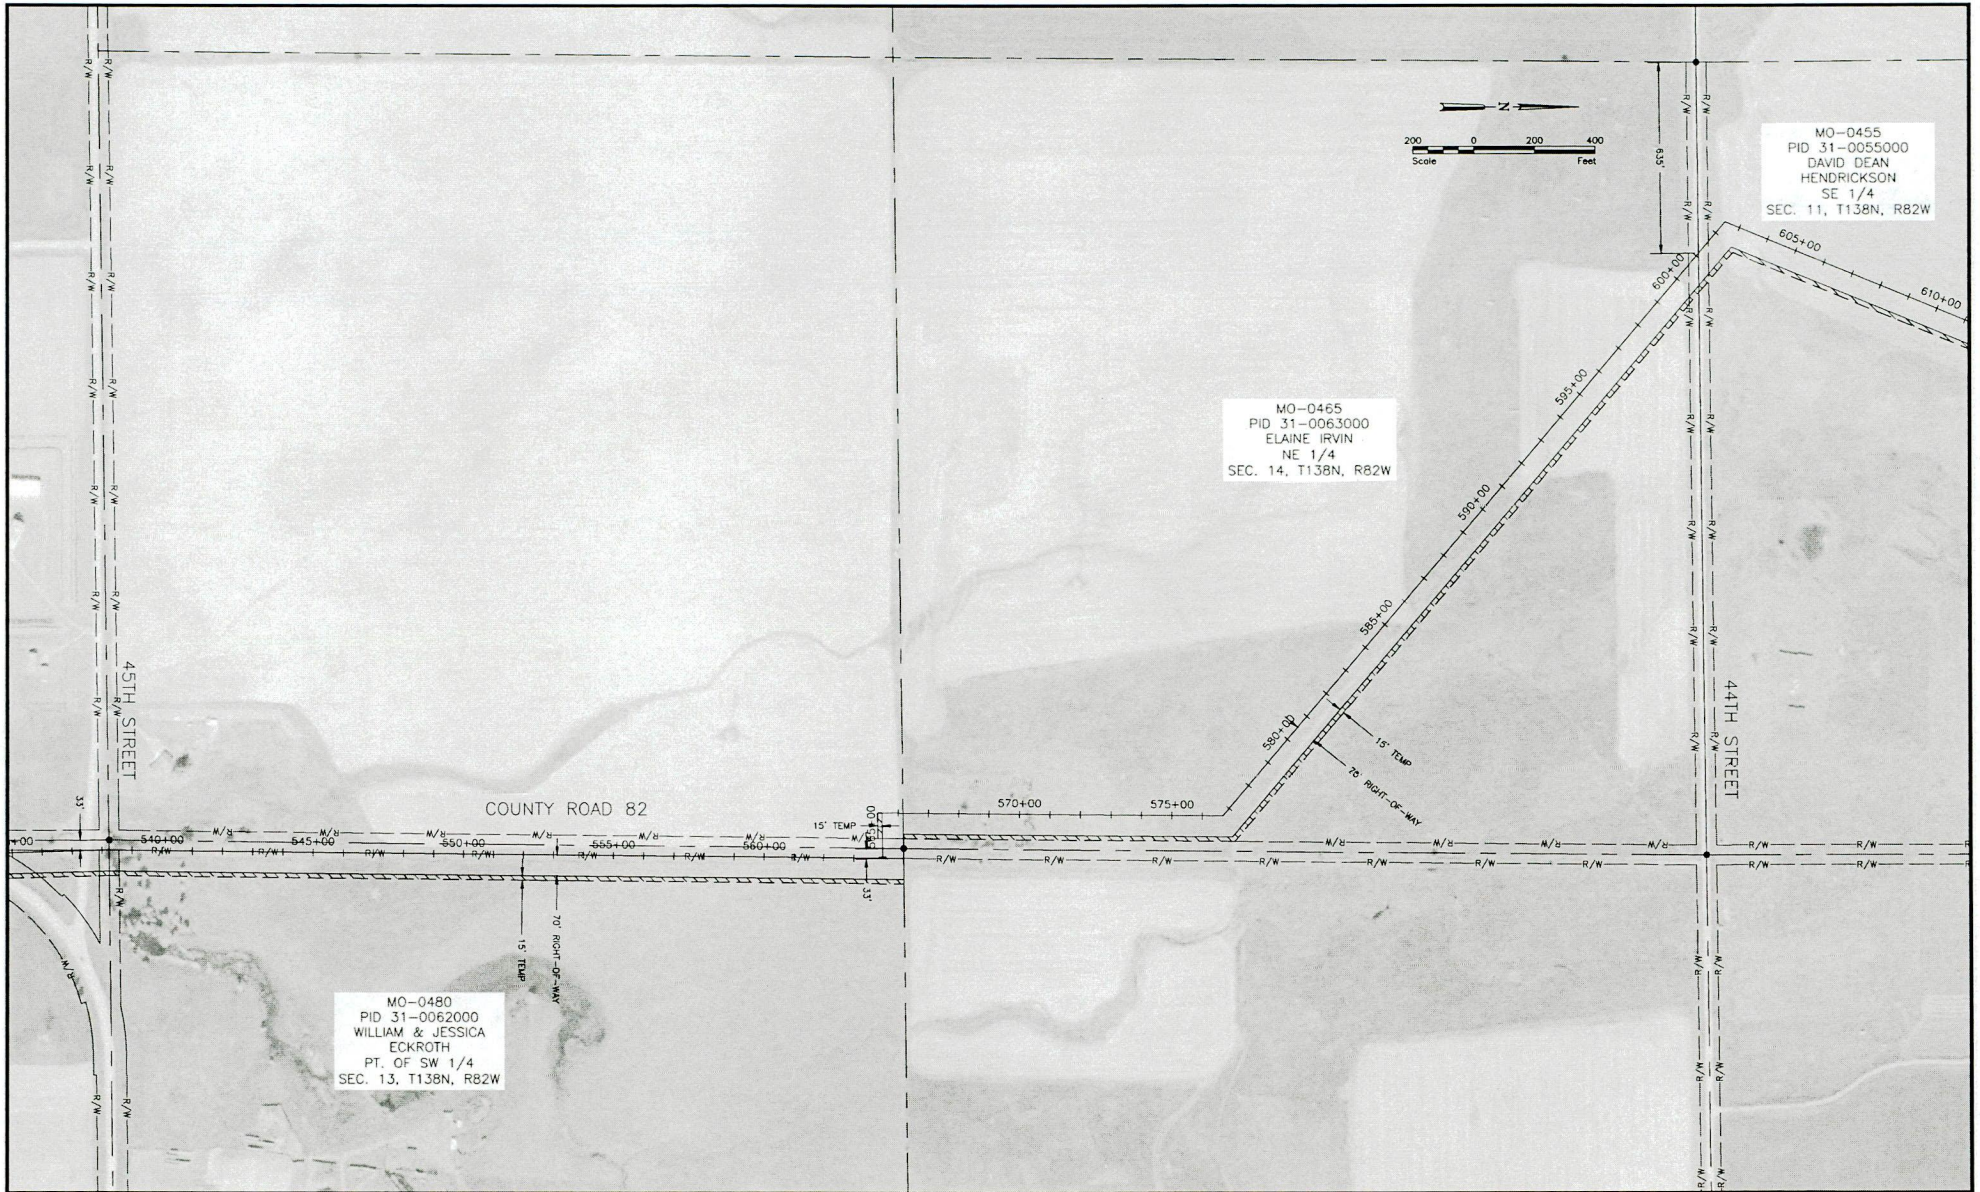 N
200 0 200 400
Scale Feet
635'
MO-0455
PID 31-0055000
DAVID DEAN
HENDRICKSON
SE 1/4
SEC. 11, T138N, R82W
605+00
610+00
600+00
595+00
590+00
585+00
580+00
MO-0465
PID 31-0063000
ELAINE IRVIN
NE 1/4
SEC. 14, T138N, R82W
15' TEMP
RIGHT-OF-WAY
45TH STREET
44TH STREET
COUNTY ROAD 82
33'
+00 540+00 545+00 550+00 555+00 560+00
15' TEMP
570+00 575+00
33'
R/W R/W R/W R/W R/W R/W
15' TEMP
70' RIGHT-OF-WAY
MO-0480
PID 31-0062000
WILLIAM & JESSICA
ECKROTH
PT. OF SW 1/4
SEC. 13, T138N, R82W